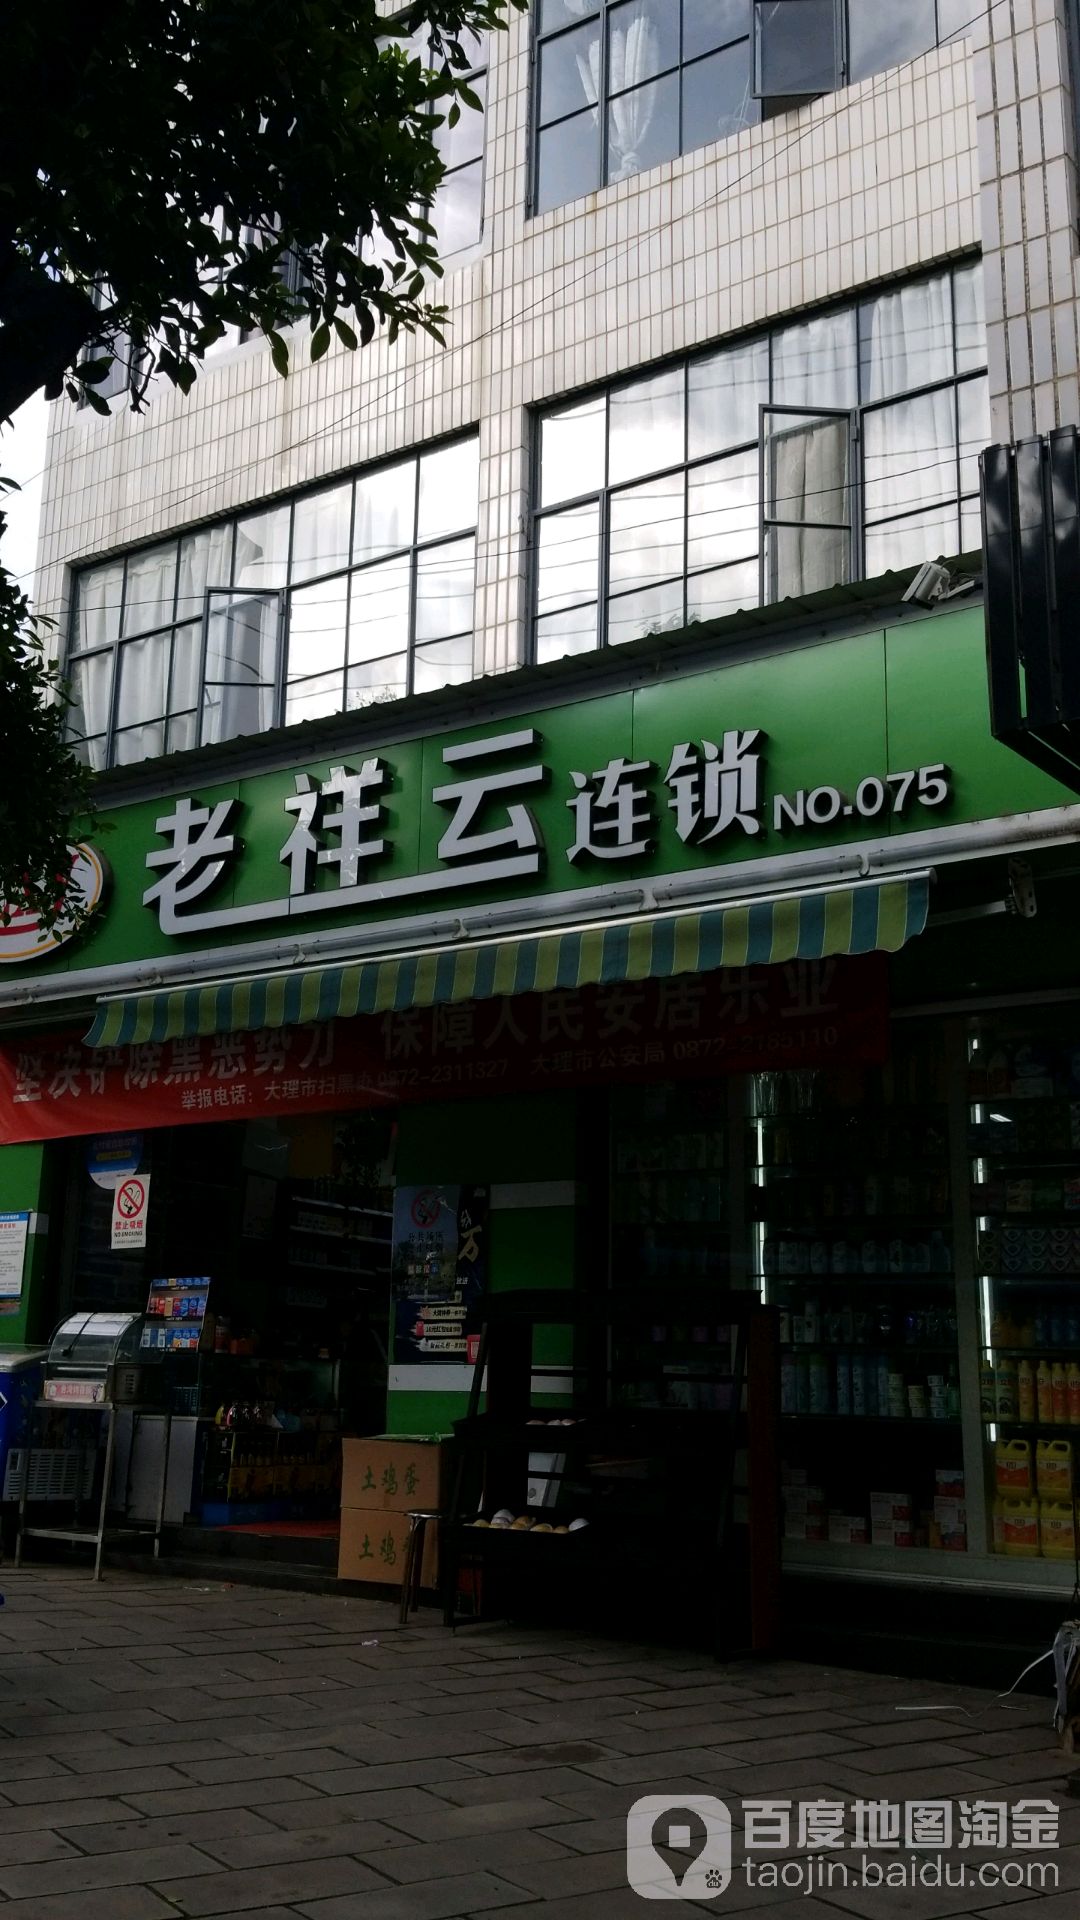 老祥云连锁NO.075
坚决铲除黑恶势力 保障人民安居乐业
举报电话：大理市扫黑办 0872-2311327 大理市公安局 0872-2165110
禁止吸烟
NO SMOKING
土鸡蛋
土鸡
百度地图淘金
taojin.baidu.com